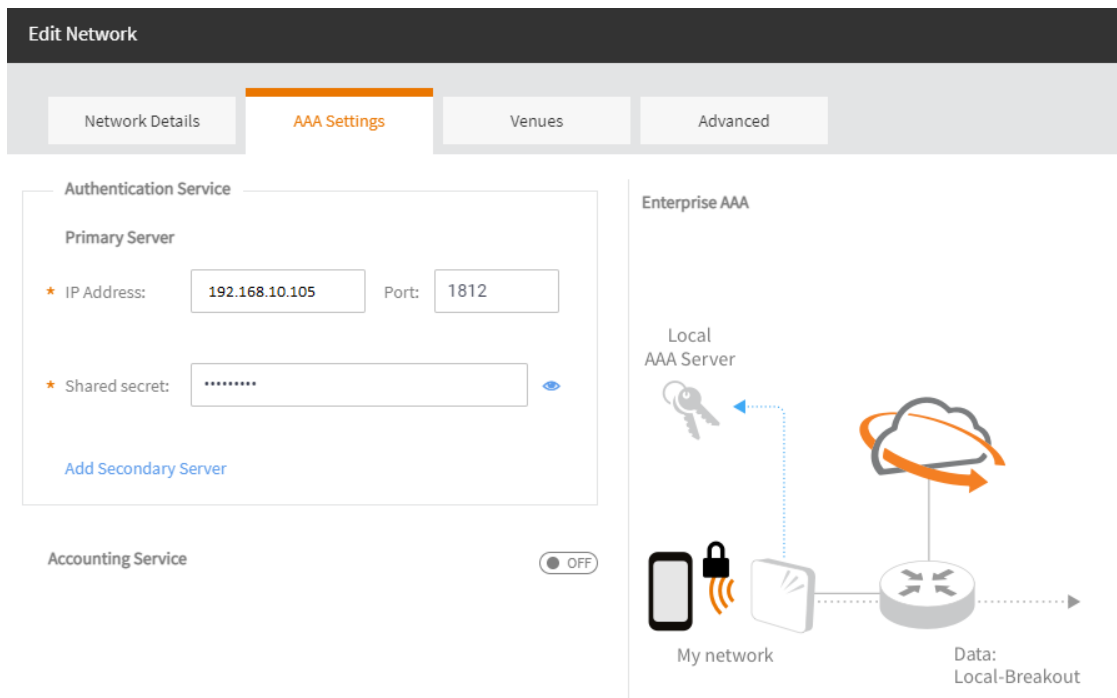 Edit Network
Network Details
AAA Settings
Venues
Advanced
Authentication Service
Primary Server
* IP Address:
192.168.10.105
Port:
1812
* Shared secret:
•••••••••
Add Secondary Server
Accounting Service
OFF
Enterprise AAA
Local
AAA Server
My network
Data:
Local-Breakout